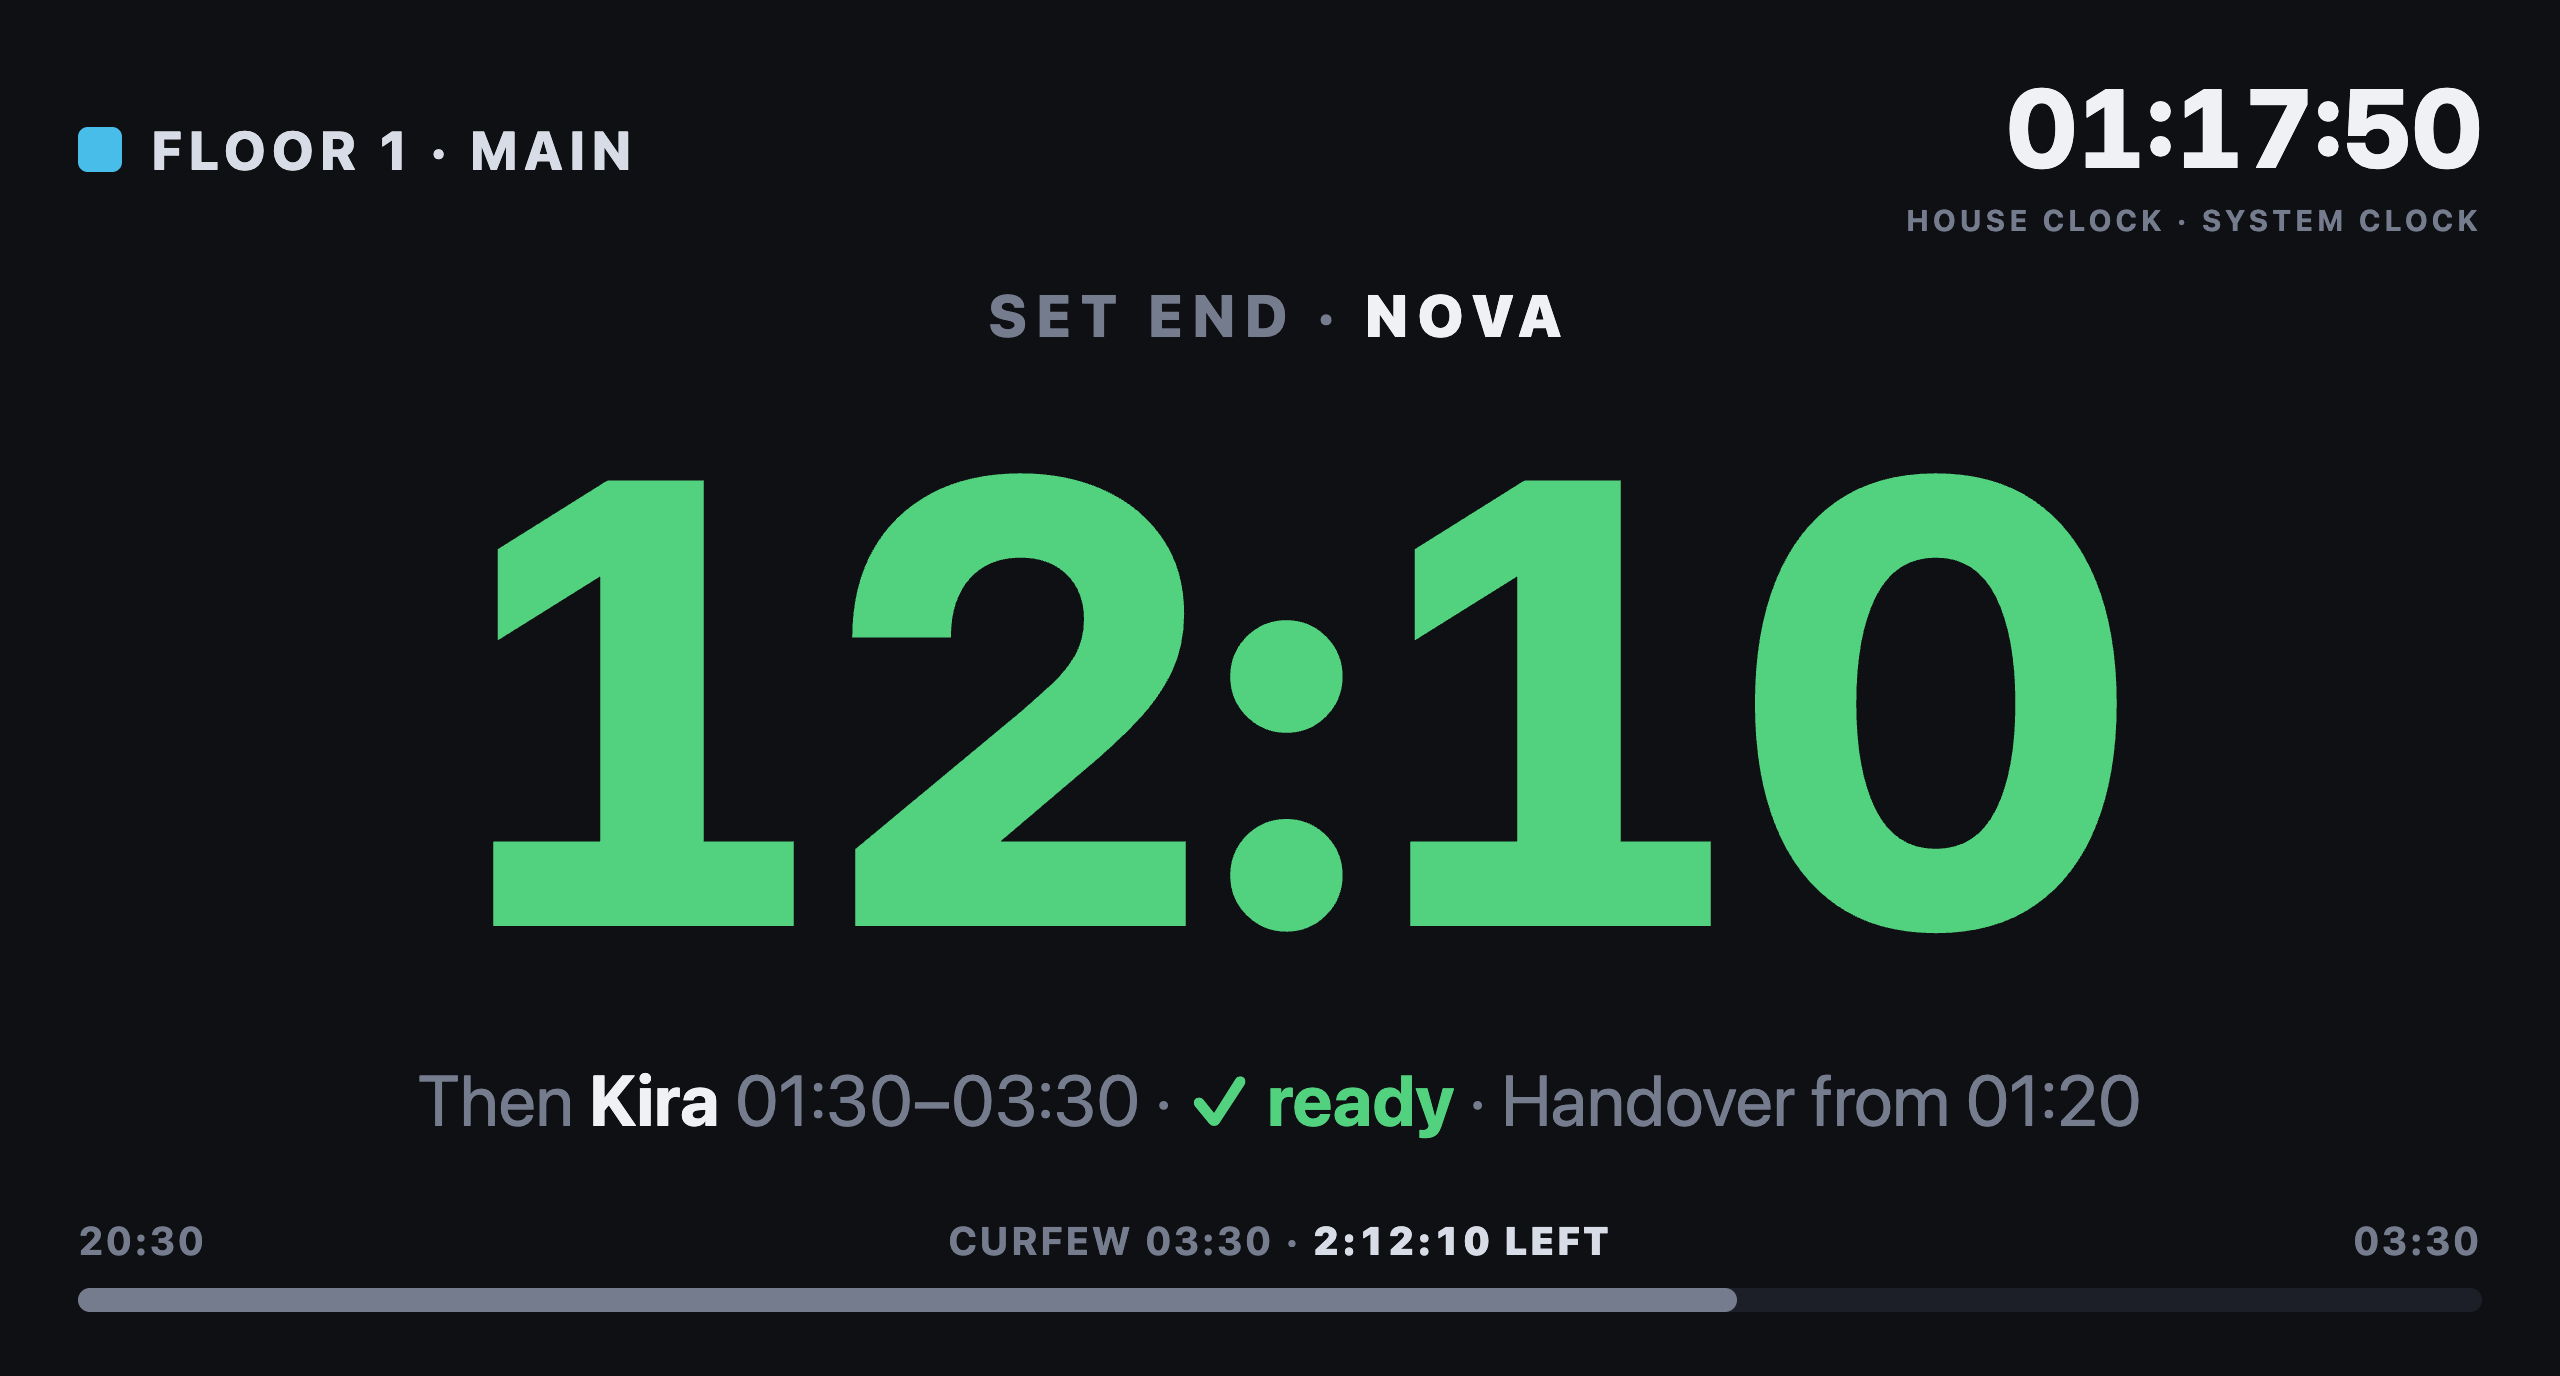 FLOOR 1 · MAIN
01:17:50
HOUSE CLOCK · SYSTEM CLOCK
SET END · NOVA
12:10
Then Kira 01:30–03:30 · ✓ ready · Handover from 01:20
20:30
CURFEW 03:30 · 2:12:10 LEFT
03:30